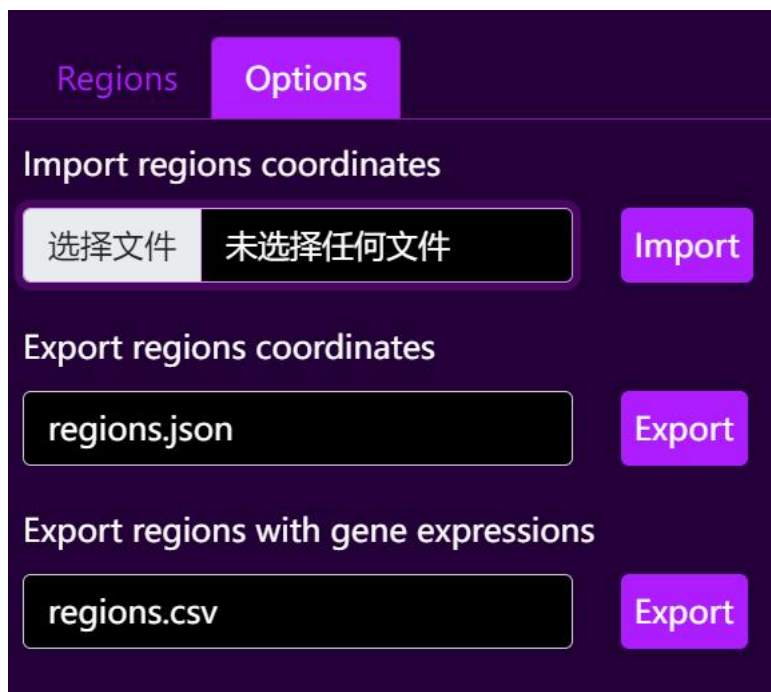 Regions Options
Import regions coordinates
选择文件 未选择任何文件 Import
Export regions coordinates
regions.json Export
Export regions with gene expressions
regions.csv Export